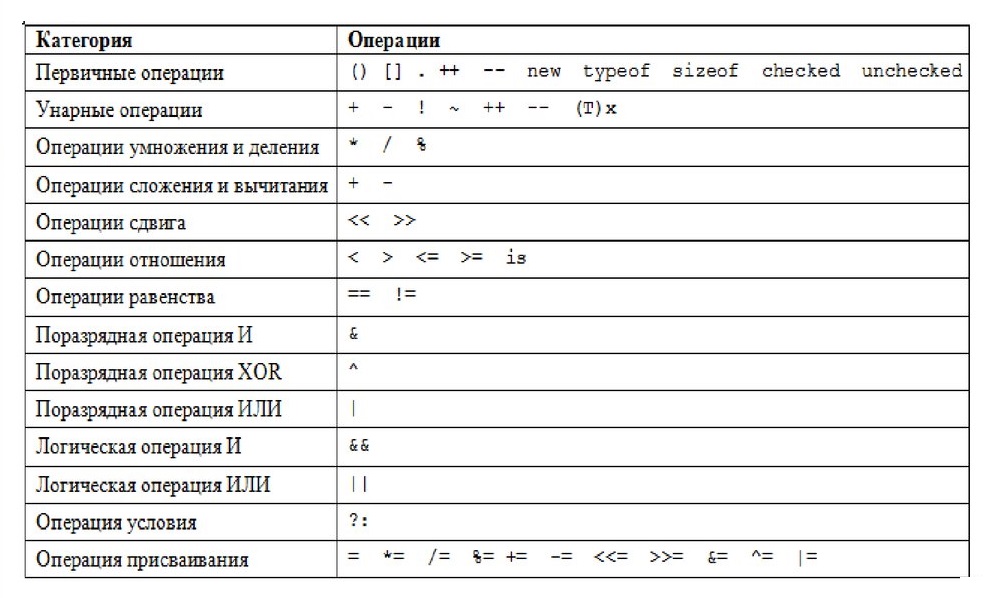 Категория Операции
Первичные операции () [] . ++ -- new typeof sizeof checked unchecked
Унарные операции + - ! ~ ++ -- (T)x
Операции умножения и деления * / %
Операции сложения и вычитания + -
Операции сдвига << >>
Операции отношения < > <= >= is
Операции равенства == !=
Поразрядная операция И &
Поразрядная операция XOR ^
Поразрядная операция ИЛИ |
Логическая операция И &&
Логическая операция ИЛИ ||
Операция условия ?:
Операция присваивания = *= /= %= += -= <<= >>= &= ^= |=